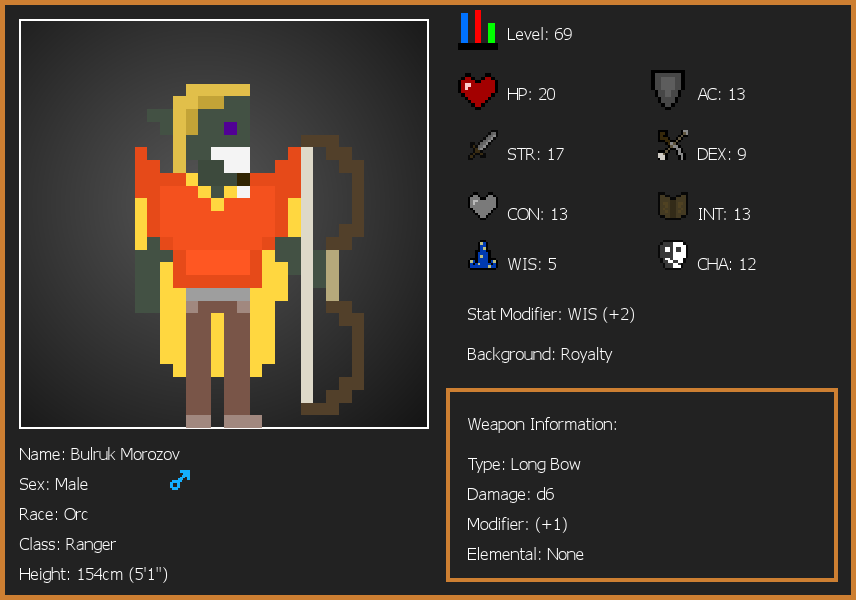 Level: 69
HP: 20
AC: 13
STR: 17
DEX: 9
CON: 13
INT: 13
WIS: 5
CHA: 12
Stat Modifier: WIS (+2)
Background: Royalty
Weapon Information:
Type: Long Bow
Damage: d6
Modifier: (+1)
Elemental: None
Name: Bulruk Morozov
Sex: Male
Race: Orc
Class: Ranger
Height: 154cm (5'1")